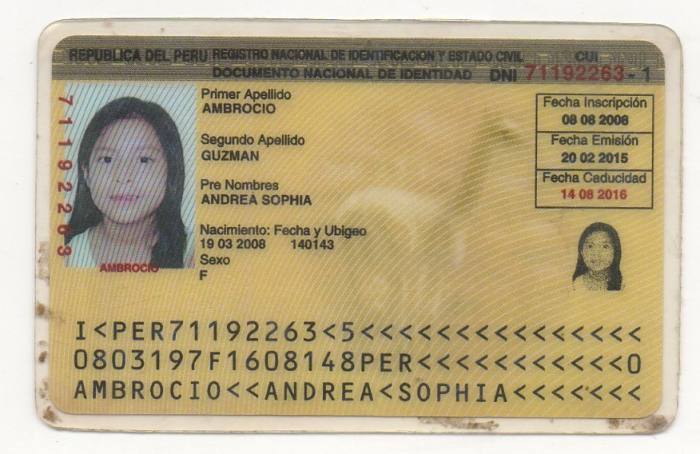 REPUBLICA DEL PERU REGISTRO NACIONAL DE IDENTIFICACION Y ESTADO CIVIL CUI
DOCUMENTO NACIONAL DE IDENTIDAD DNI 71192263 - 1
71192263
AMBROCIO
Primer Apellido
AMBROCIO
Segundo Apellido
GUZMAN
Pre Nombres
ANDREA SOPHIA
Nacimiento: Fecha y Ubigeo
19 03 2008 140143
Sexo
F
Fecha Inscripción
08 08 2008
Fecha Emisión
20 02 2015
Fecha Caducidad
14 08 2016
I<PER71192263<5<<<<<<<<<<<<<<<
0803197F1608148PER<<<<<<<<<<<0
AMBROCIO<<ANDREA<SOPHIA<<<<<<<